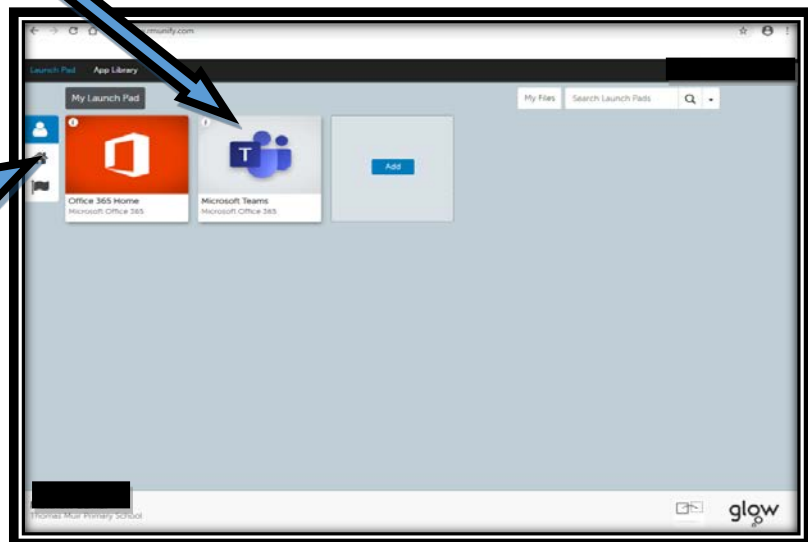 munify.com
Launch Pad App Library
My Launch Pad
My Files Search Launch Pads
Office 365 Home
Microsoft Office 365
T
Microsoft Teams
Microsoft Office 365
Add
Thomas Muir Primary School
glow